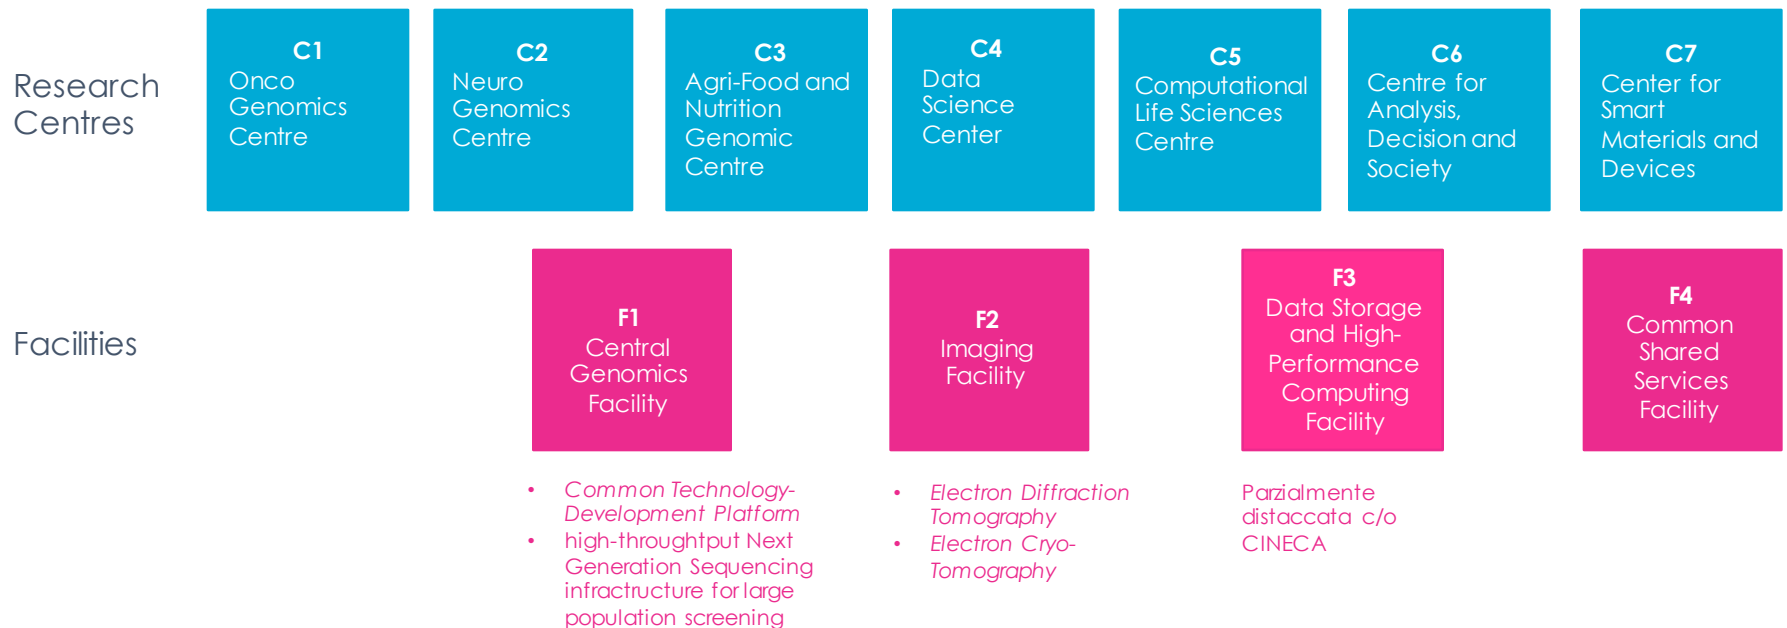 Research
Centres
C1
Onco
Genomics
Centre
C2
Neuro
Genomics
Centre
C3
Agri-Food and
Nutrition
Genomic
Centre
C4
Data
Science
Center
C5
Computational
Life Sciences
Centre
C6
Centre for
Analysis,
Decision and
Society
C7
Center for
Smart
Materials and
Devices
Facilities
F1
Central
Genomics
Facility
F2
Imaging
Facility
F3
Data Storage
and High-
Performance
Computing
Facility
F4
Common
Shared
Services
Facility
• Common Technology-
Development Platform
• high-throughtput Next
Generation Sequencing
infractructure for large
population screening
• Electron Diffraction
Tomography
• Electron Cryo-
Tomography
Parzialmente
distaccata c/o
CINECA